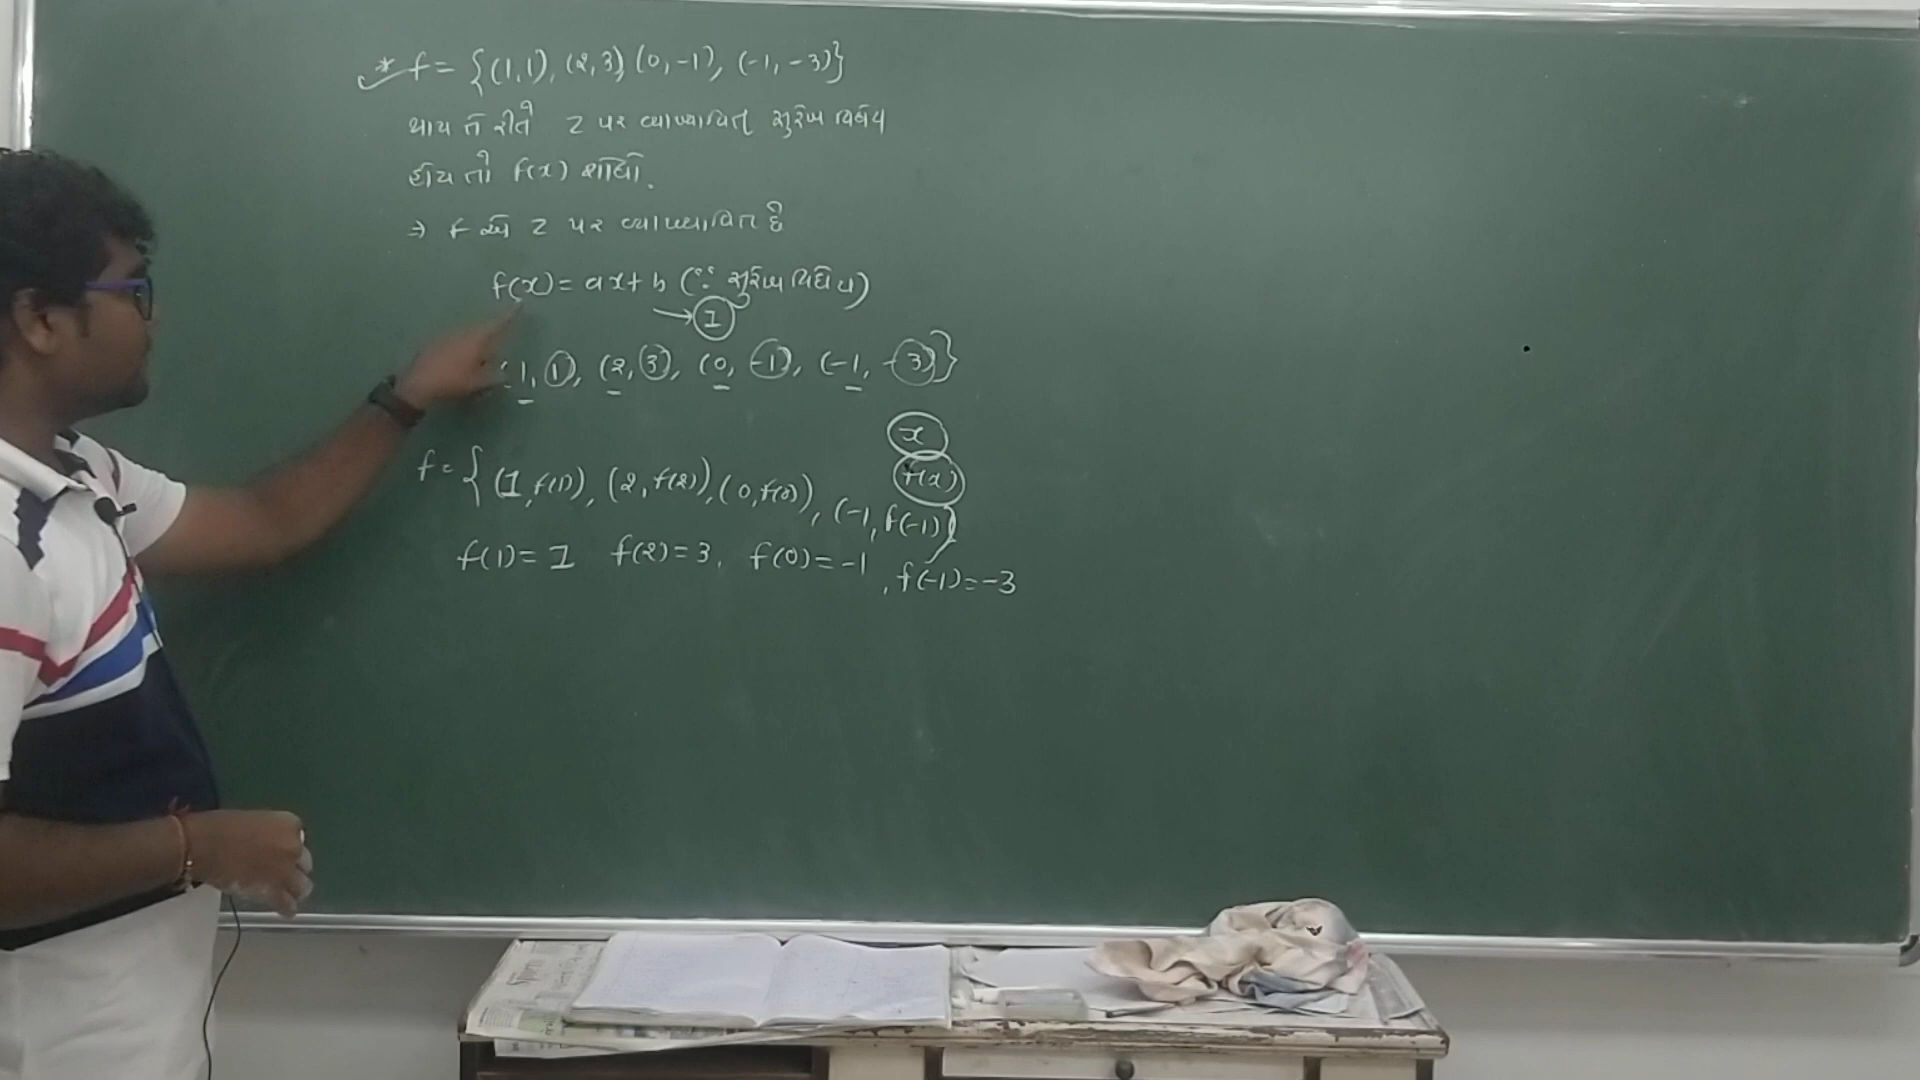 * f = {(1,1), (2,3), (0,-1), (-1,-3)}
થાય તે રીતે Z પર વ્યાખ્યાયિત સુરેખ વિધેય
હોય તો f(x) શોધો.
⇒ f એ Z પર વ્યાખ્યાયિત છે
f(x) = ax + b (∵ સુરેખ વિધેય)
→ ①
(1, 1), (2, 3), (0, -1), (-1, -3)}
x
f(x)
f = {(1, f(1)), (2, f(2)), (0, f(0)), (-1, f(-1))}
f(1) = 1 f(2) = 3, f(0) = -1, f(-1) = -3